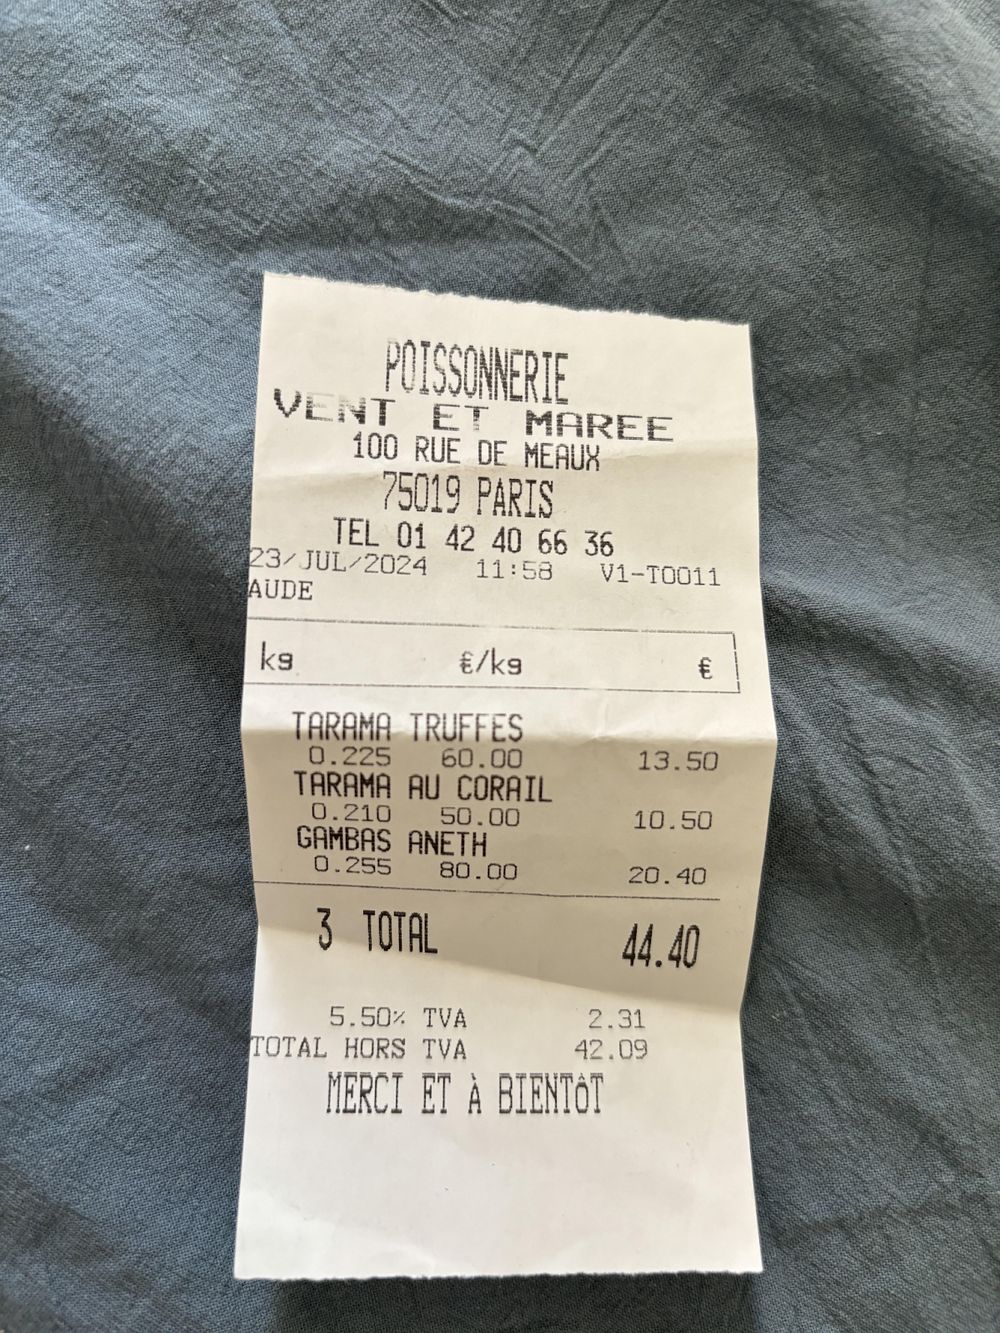 POISSONNERIE
VENT ET MAREE
100 RUE DE MEAUX
75019 PARIS
TEL 01 42 40 66 36
23/JUL/2024 11:58 V1-T0011
AUDE
kg €/kg €
TARAMA TRUFFES
0.225 60.00 13.50
TARAMA AU CORAIL
0.210 50.00 10.50
GAMBAS ANETH
0.255 80.00 20.40
3 TOTAL 44.40
5.50% TVA 2.31
TOTAL HORS TVA 42.09
MERCI ET À BIENTÔT